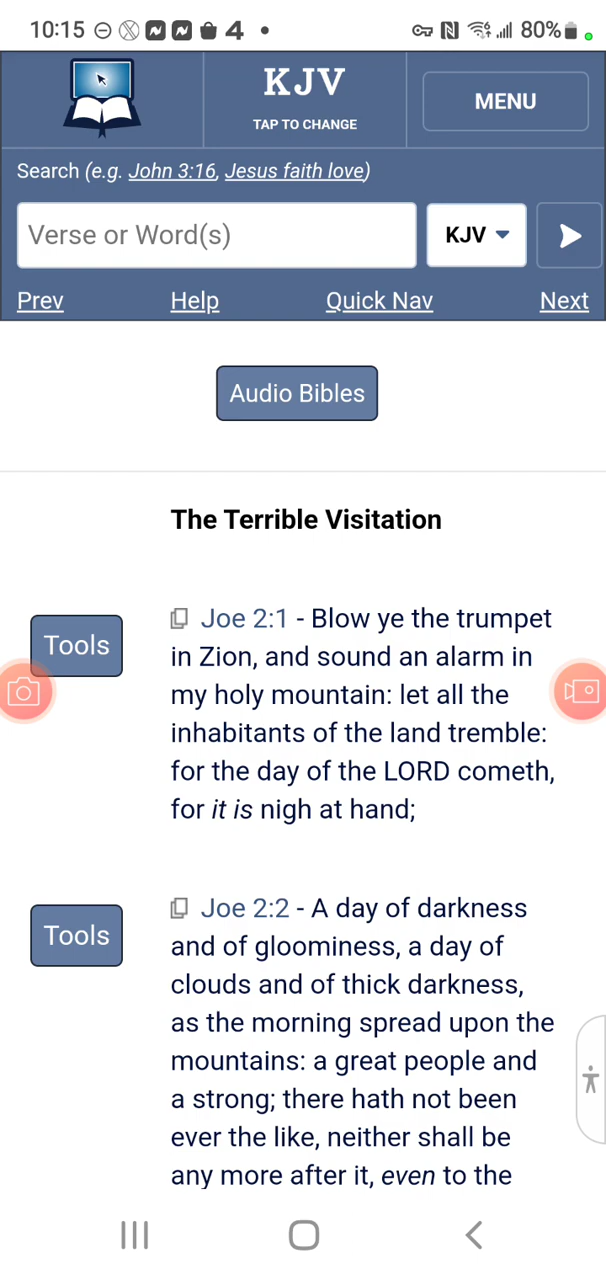 10:15 4 80%
KJV
TAP TO CHANGE
MENU
Search (e.g. John 3:16, Jesus faith love)
Verse or Word(s)
KJV
Prev Help Quick Nav Next
Audio Bibles
The Terrible Visitation
Tools
Joe 2:1 - Blow ye the trumpet
in Zion, and sound an alarm in
my holy mountain: let all the
inhabitants of the land tremble:
for the day of the LORD cometh,
for it is nigh at hand;
Tools
Joe 2:2 - A day of darkness
and of gloominess, a day of
clouds and of thick darkness,
as the morning spread upon the
mountains: a great people and
a strong; there hath not been
ever the like, neither shall be
any more after it, even to the